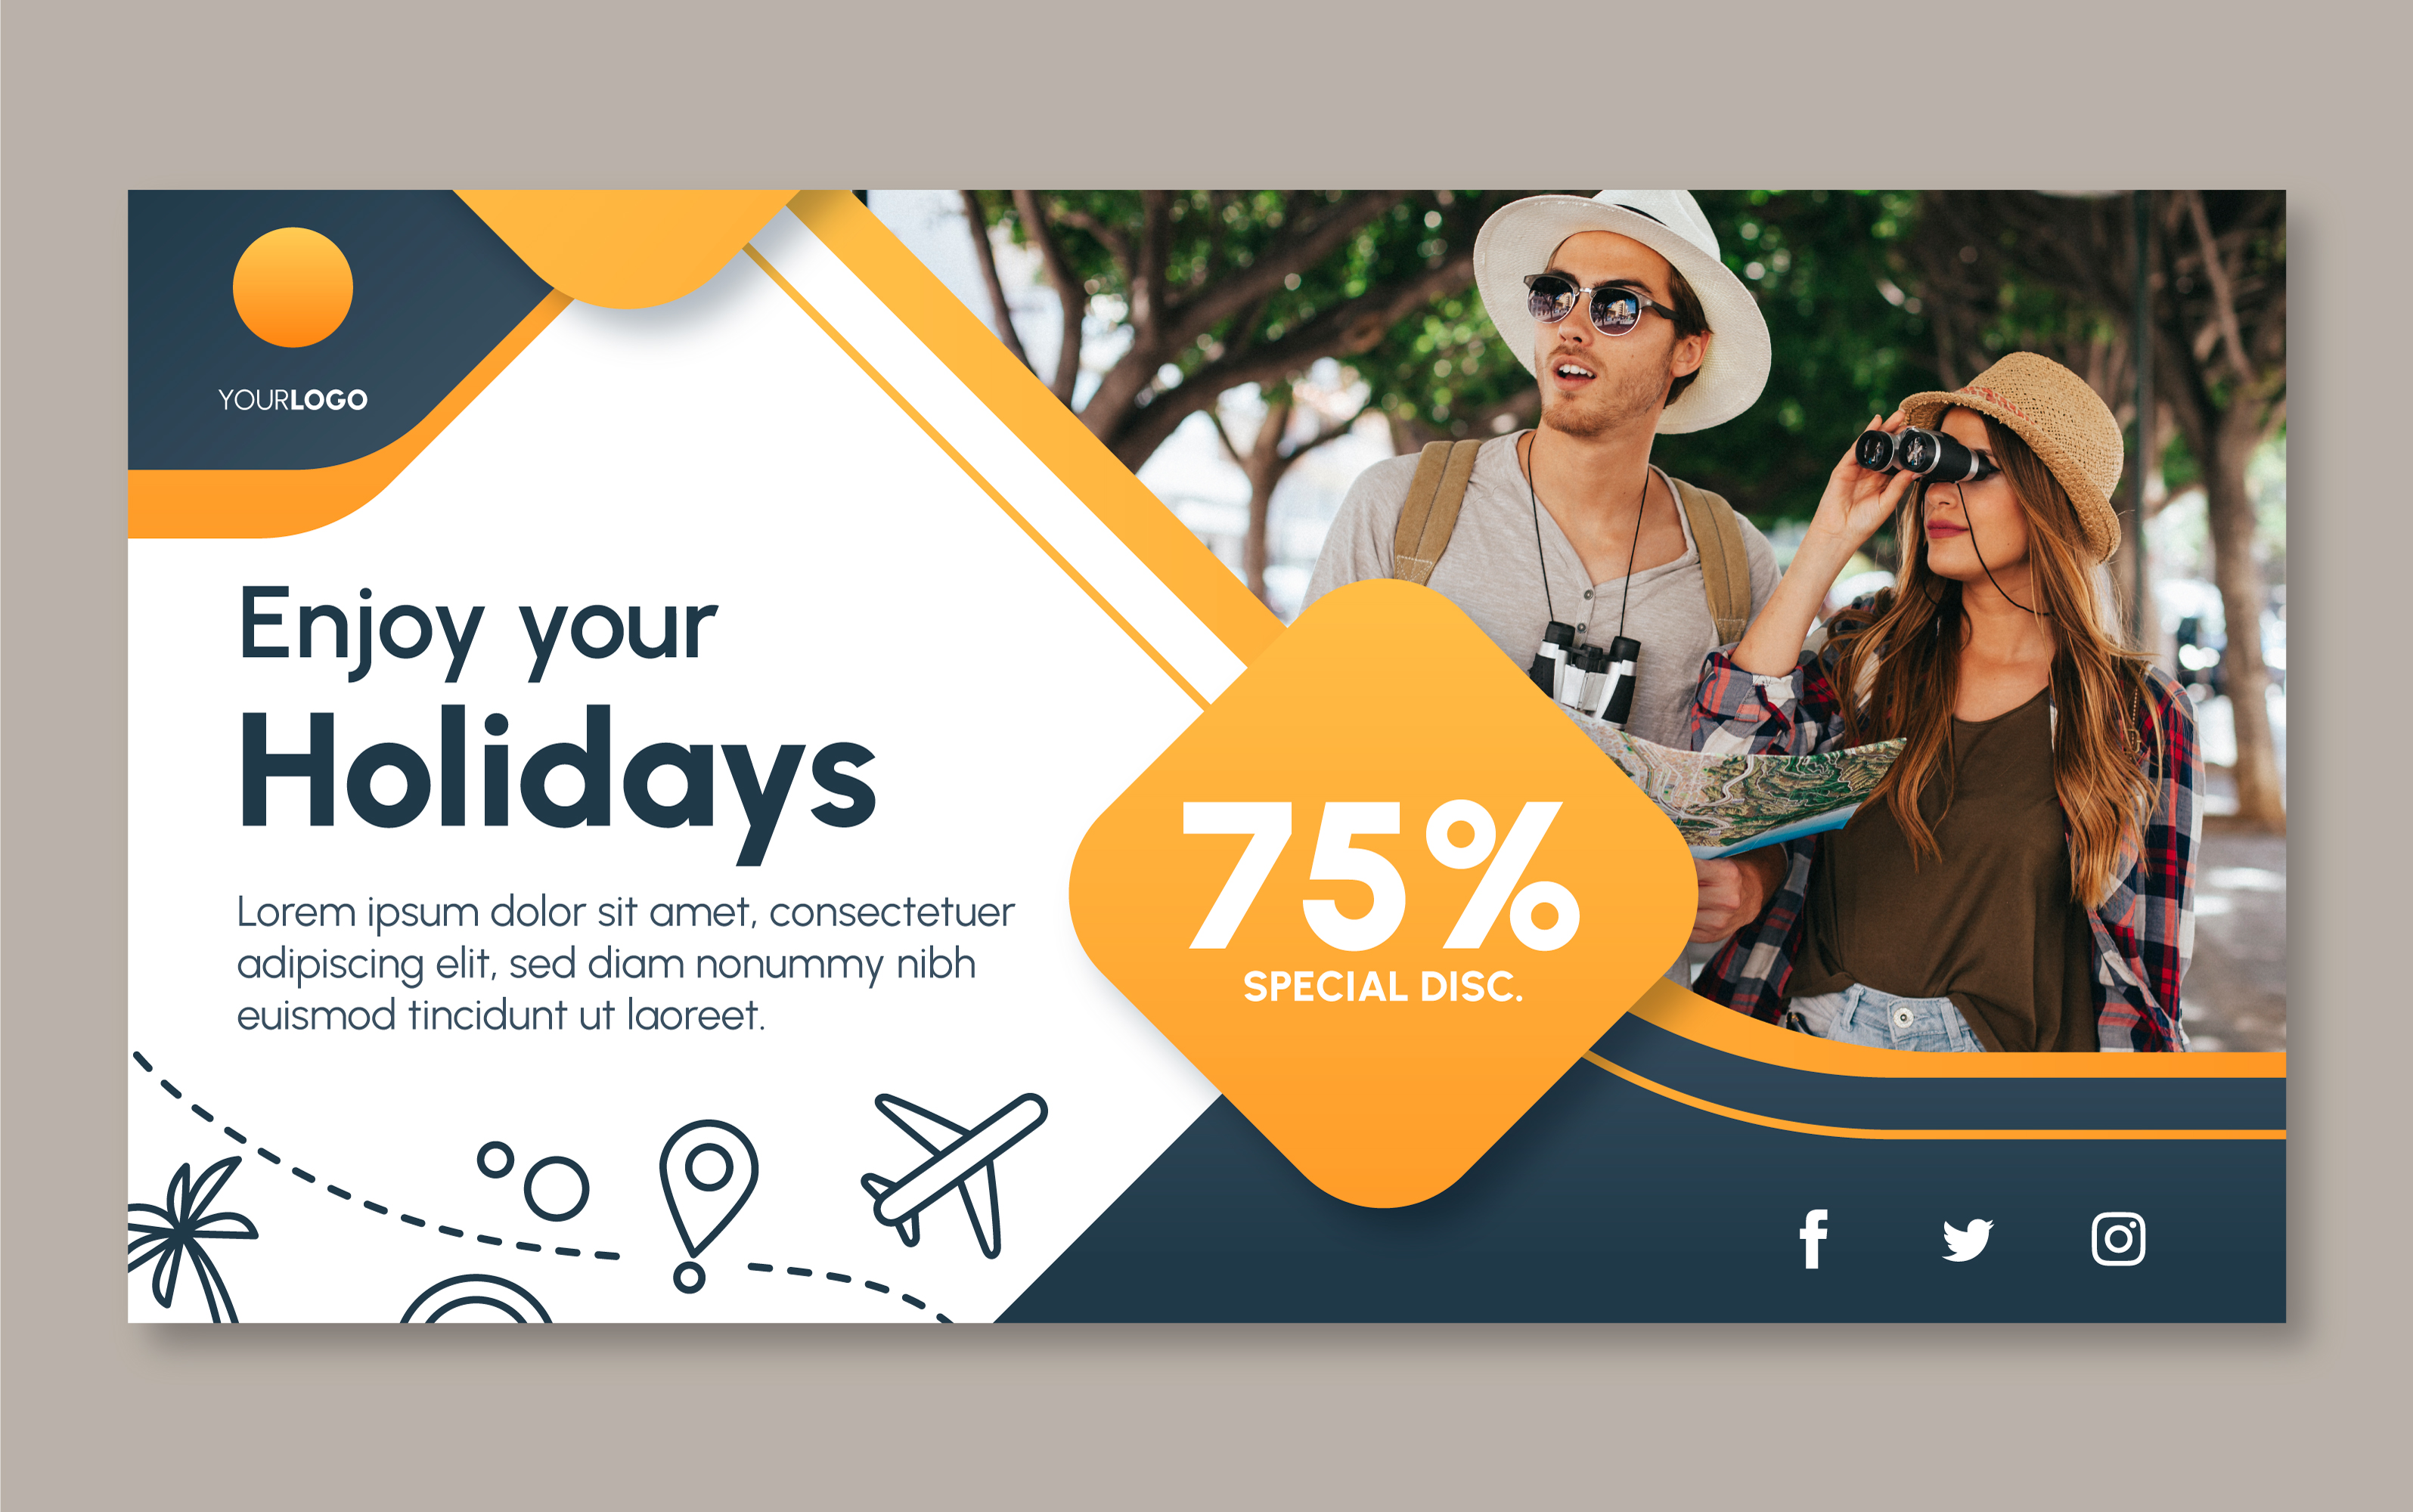 YOURLOGO
Enjoy your
Holidays
Lorem ipsum dolor sit amet, consectetuer
adipiscing elit, sed diam nonummy nibh
euismod tincidunt ut laoreet.
75%
SPECIAL DISC.